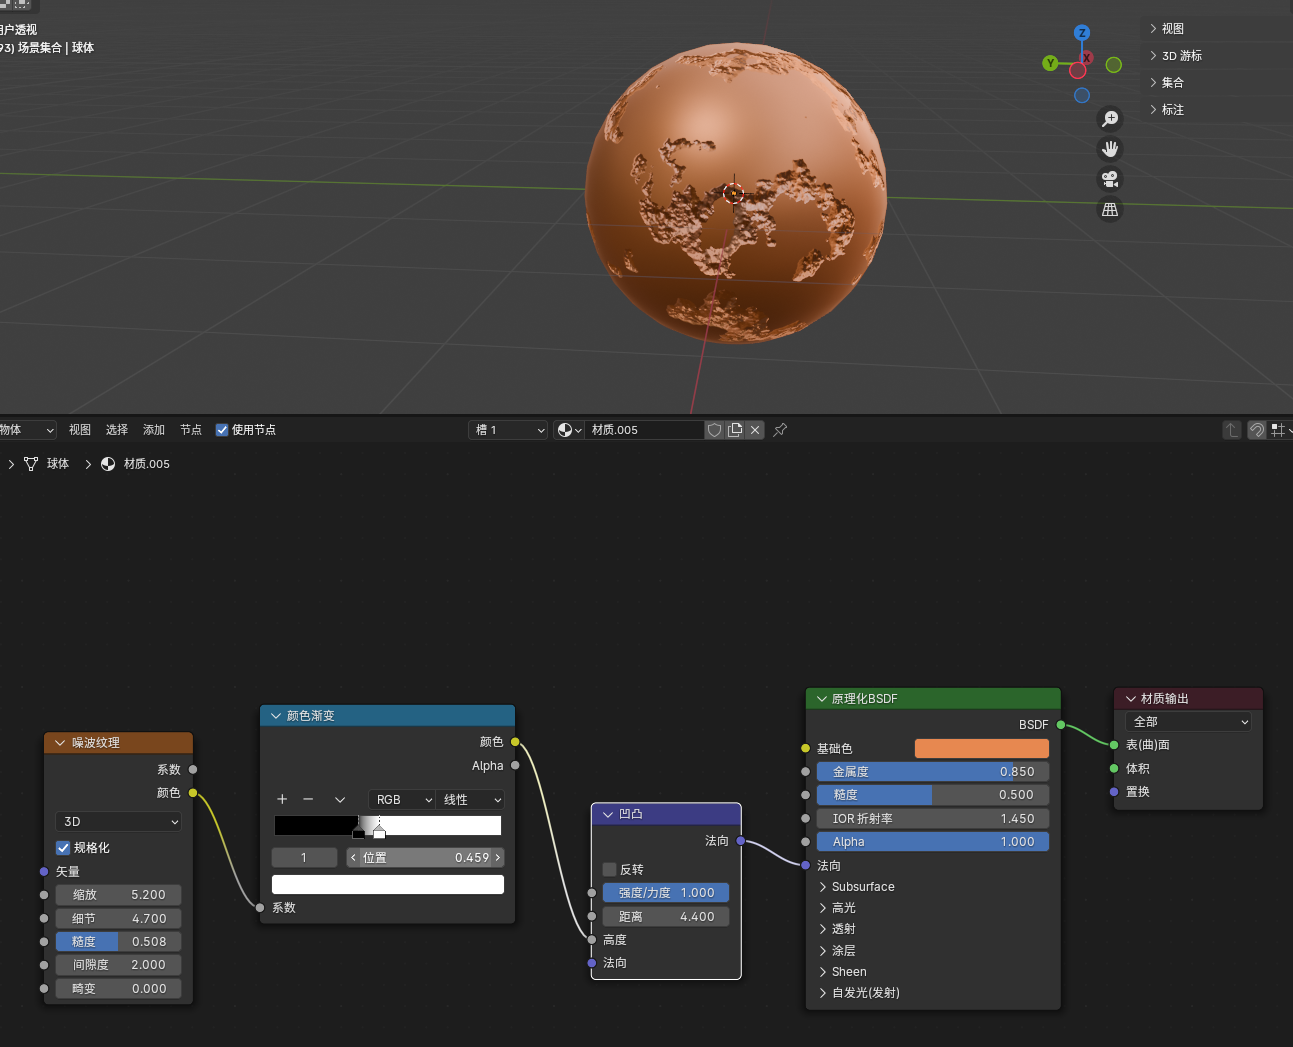 用户透视
93) 场景集合 | 球体
Z
Y
X
视图
3D 游标
集合
标注
物体
视图
选择
添加
节点
使用节点
槽 1
材质.005
球体
材质.005
噪波纹理
系数
颜色
3D
规格化
矢量
缩放 5.200
细节 4.700
糙度 0.508
间隙度 2.000
畸变 0.000
颜色渐变
颜色
Alpha
RGB
线性
1
位置 0.459
系数
凹凸
法向
反转
强度/力度 1.000
距离 4.400
高度
法向
原理化BSDF
BSDF
基础色
金属度 0.850
糙度 0.500
IOR 折射率 1.450
Alpha 1.000
法向
Subsurface
高光
透射
涂层
Sheen
自发光(发射)
材质输出
全部
表(曲)面
体积
置换